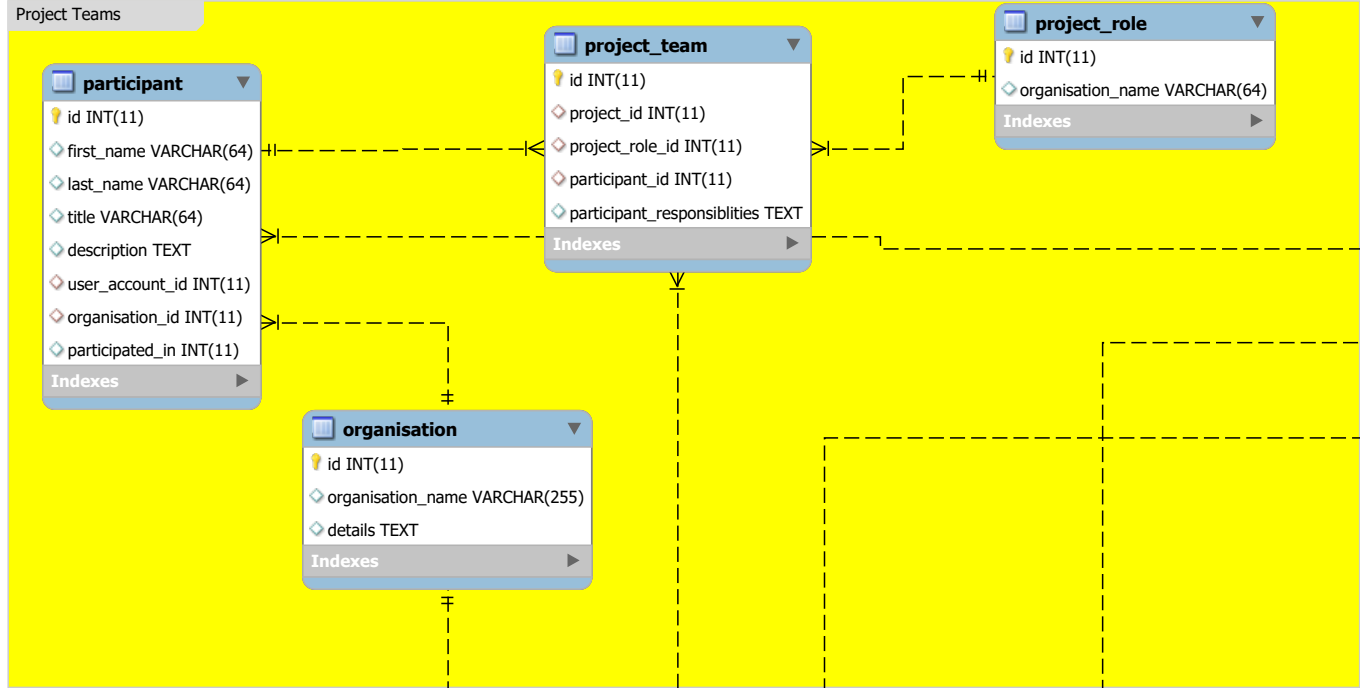 Project Teams
participant
id INT(11)
first_name VARCHAR(64)
last_name VARCHAR(64)
title VARCHAR(64)
description TEXT
user_account_id INT(11)
organisation_id INT(11)
participated_in INT(11)
Indexes
project_team
id INT(11)
project_id INT(11)
project_role_id INT(11)
participant_id INT(11)
participant_responsiblities TEXT
Indexes
project_role
id INT(11)
organisation_name VARCHAR(64)
Indexes
organisation
id INT(11)
organisation_name VARCHAR(255)
details TEXT
Indexes